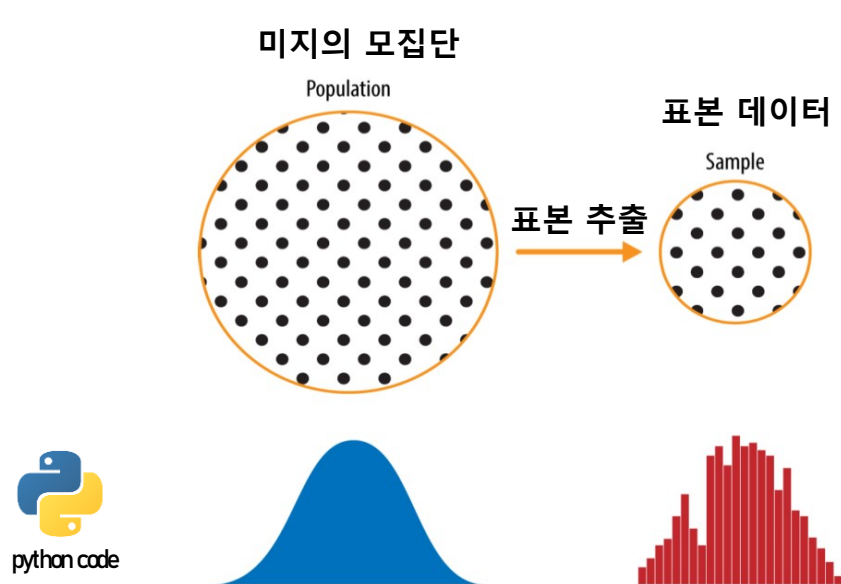 미지의 모집단
Population
표본 데이터
Sample
표본 추출
python code